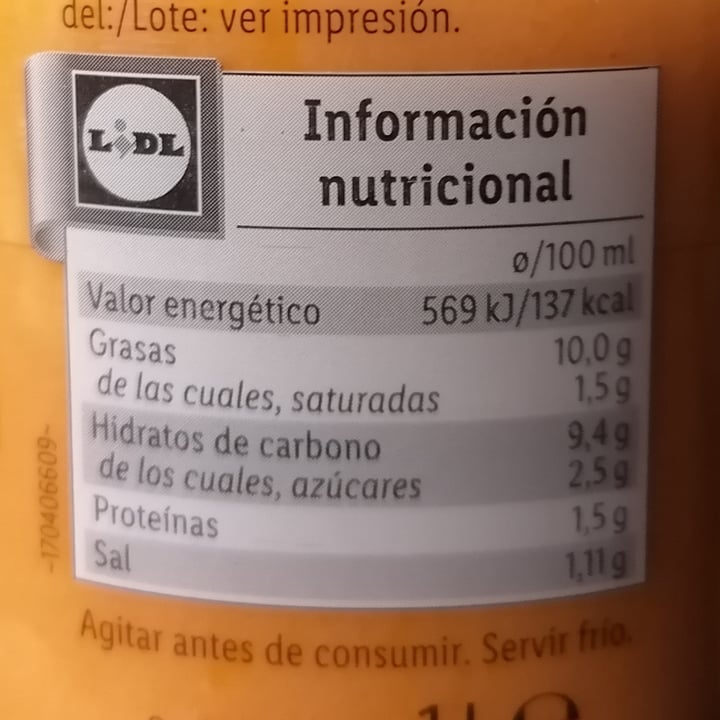 del:/Lote: ver impresión.
LIDL
Información
nutricional
ø/100 ml
Valor energético 569 kJ/137 kcal
Grasas 10,0 g
de las cuales, saturadas 1,5 g
Hidratos de carbono 9,4 g
de los cuales, azúcares 2,5 g
Proteínas 1,5 g
Sal 1,11 g
-170406609-
Agitar antes de consumir. Servir frío.